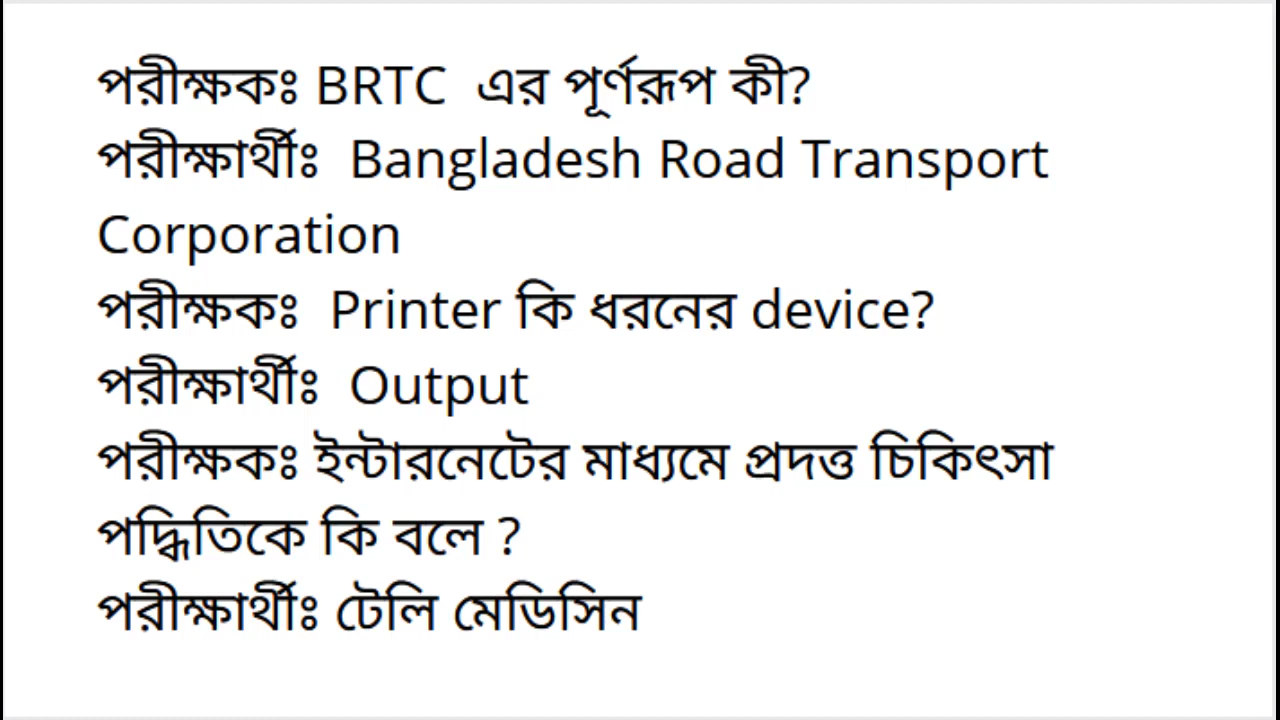 পরীক্ষকঃ BRTC এর পূর্ণরূপ কী?
পরীক্ষার্থীঃ Bangladesh Road Transport
Corporation
পরীক্ষকঃ Printer কি ধরনের device?
পরীক্ষার্থীঃ Output
পরীক্ষকঃ ইন্টারনেটের মাধ্যমে প্রদত্ত চিকিৎসা
পদ্ধিতিকে কি বলে ?
পরীক্ষার্থীঃ টেলি মেডিসিন